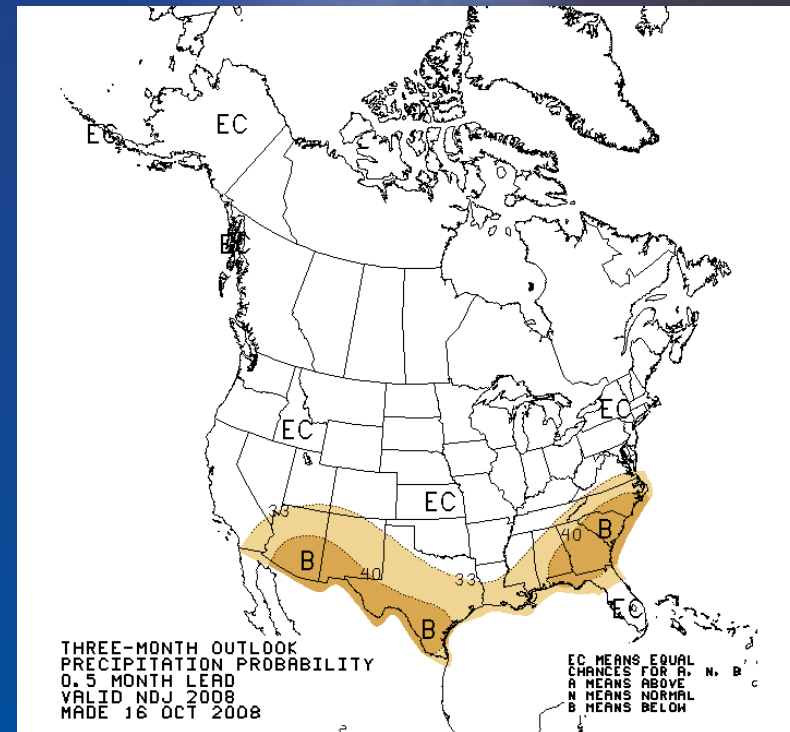 EC
EC
EC
EC
EC
EC
33
40
B
B
33
40
B
E
THREE-MONTH OUTLOOK
PRECIPITATION PROBABILITY
0.5 MONTH LEAD
VALID NDJ 2008
MADE 16 OCT 2008
EC MEANS EQUAL
CHANCES FOR A, N, B
A MEANS ABOVE
N MEANS NORMAL
B MEANS BELOW